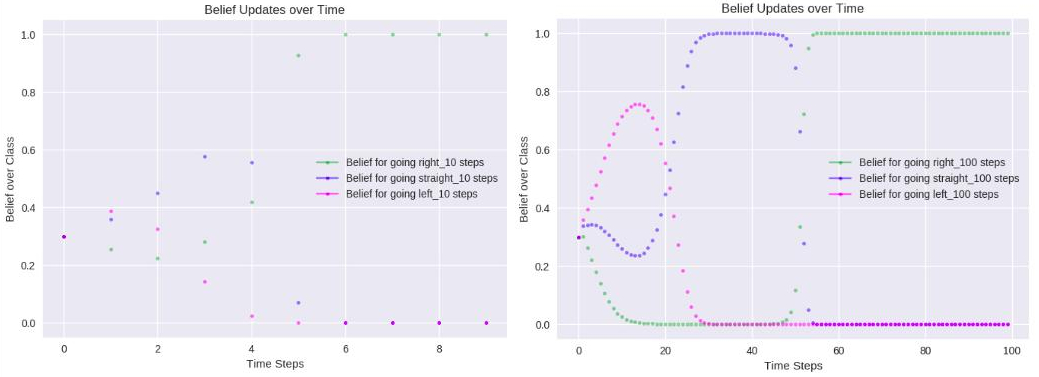 Belief Updates over Time
1.0
0.8
0.6
0.4
0.2
0.0
Belief over Class
Belief for going right_10 steps
Belief for going straight_10 steps
Belief for going left_10 steps
0 2 4 6 8
Time Steps
Belief Updates over Time
1.0
0.8
0.6
0.4
0.2
0.0
Belief over Class
Belief for going right_100 steps
Belief for going straight_100 steps
Belief for going left_100 steps
0 20 40 60 80 100
Time Steps